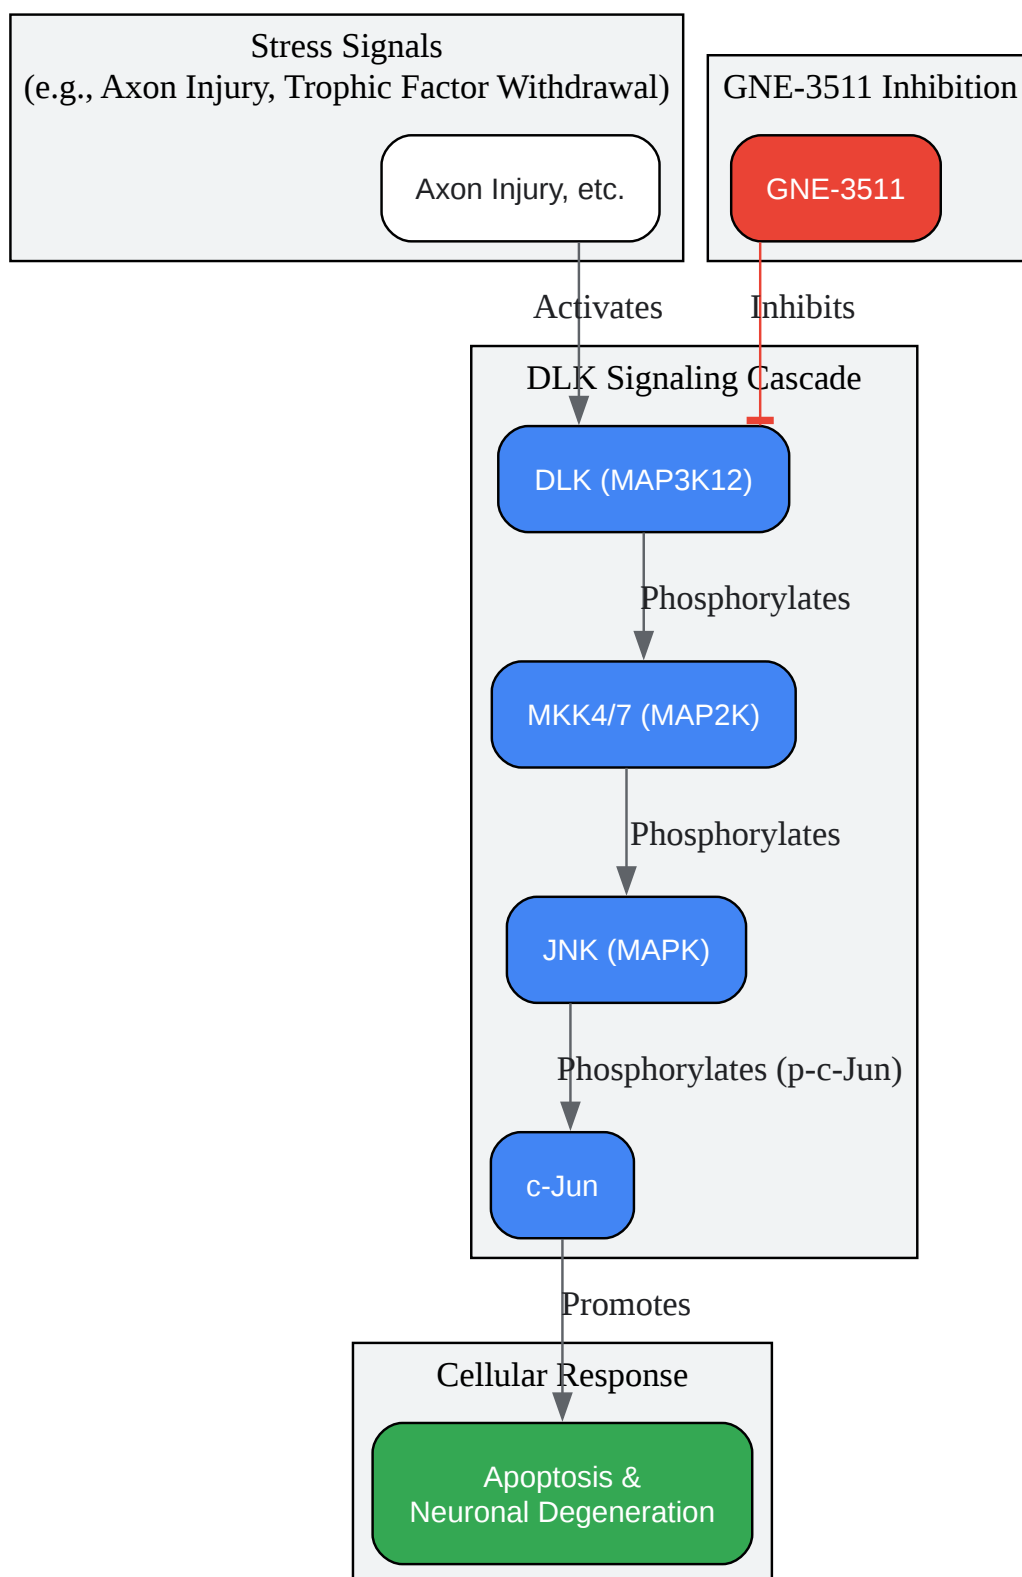 Stress Signals
(e.g., Axon Injury, Trophic Factor Withdrawal)
GNE-3511 Inhibition
Axon Injury, etc.
GNE-3511
Activates
Inhibits
DLK Signaling Cascade
DLK (MAP3K12)
Phosphorylates
MKK4/7 (MAP2K)
Phosphorylates
JNK (MAPK)
Phosphorylates (p-c-Jun)
c-Jun
Promotes
Cellular Response
Apoptosis &
Neuronal Degeneration